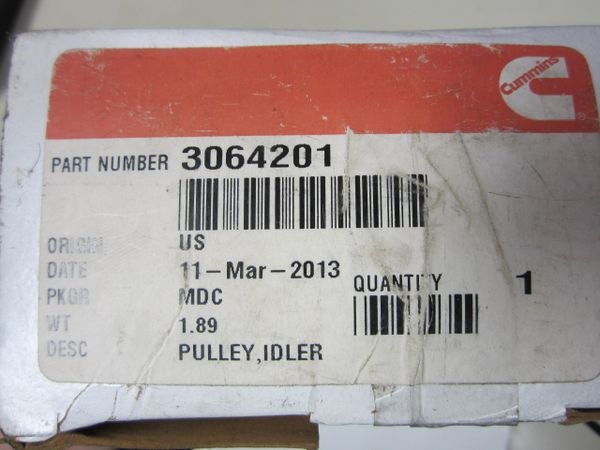 Cummins
PART NUMBER 3064201
ORIGIN US
DATE 11-Mar-2013
QUANTITY 1
PKGR MDC
WT 1.89
DESC PULLEY,IDLER